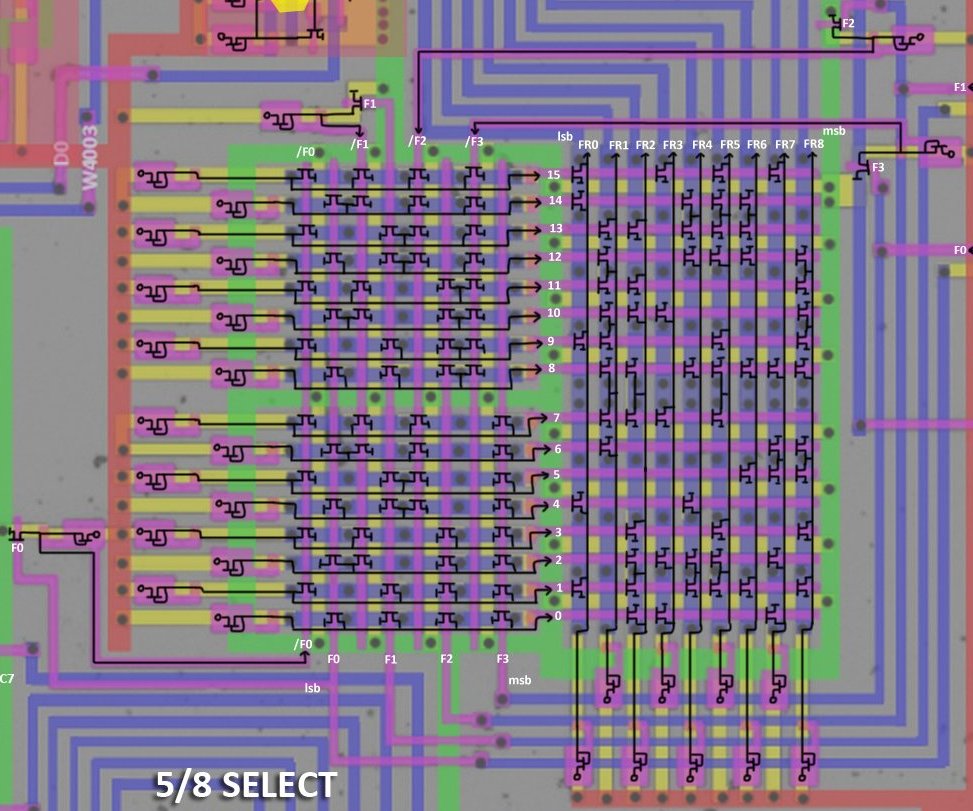 F2
F1
F1
D0
W4003
/F0
/F1
/F2
/F3
lsb
FR0 FR1 FR2 FR3 FR4 FR5 FR6 FR7 FR8
msb
F3
15
14
13
12
F0
11
10
9
8
7
6
5
4
3
F0
2
1
0
/F0
F0
F1
F2
F3
C7
lsb
msb
5/8 SELECT